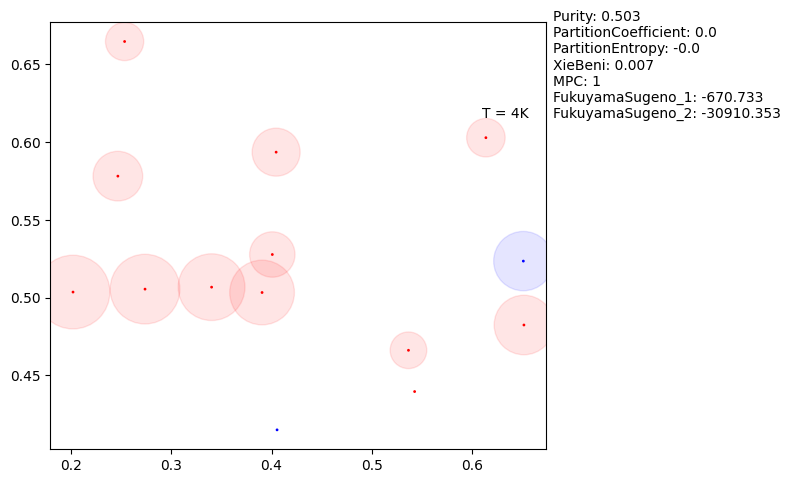 Purity: 0.503
PartitionCoefficient: 0.0
PartitionEntropy: -0.0
XieBeni: 0.007
MPC: 1
FukuyamaSugeno_1: -670.733
FukuyamaSugeno_2: -30910.353
T = 4K
0.65
0.60
0.55
0.50
0.45
0.2 0.3 0.4 0.5 0.6